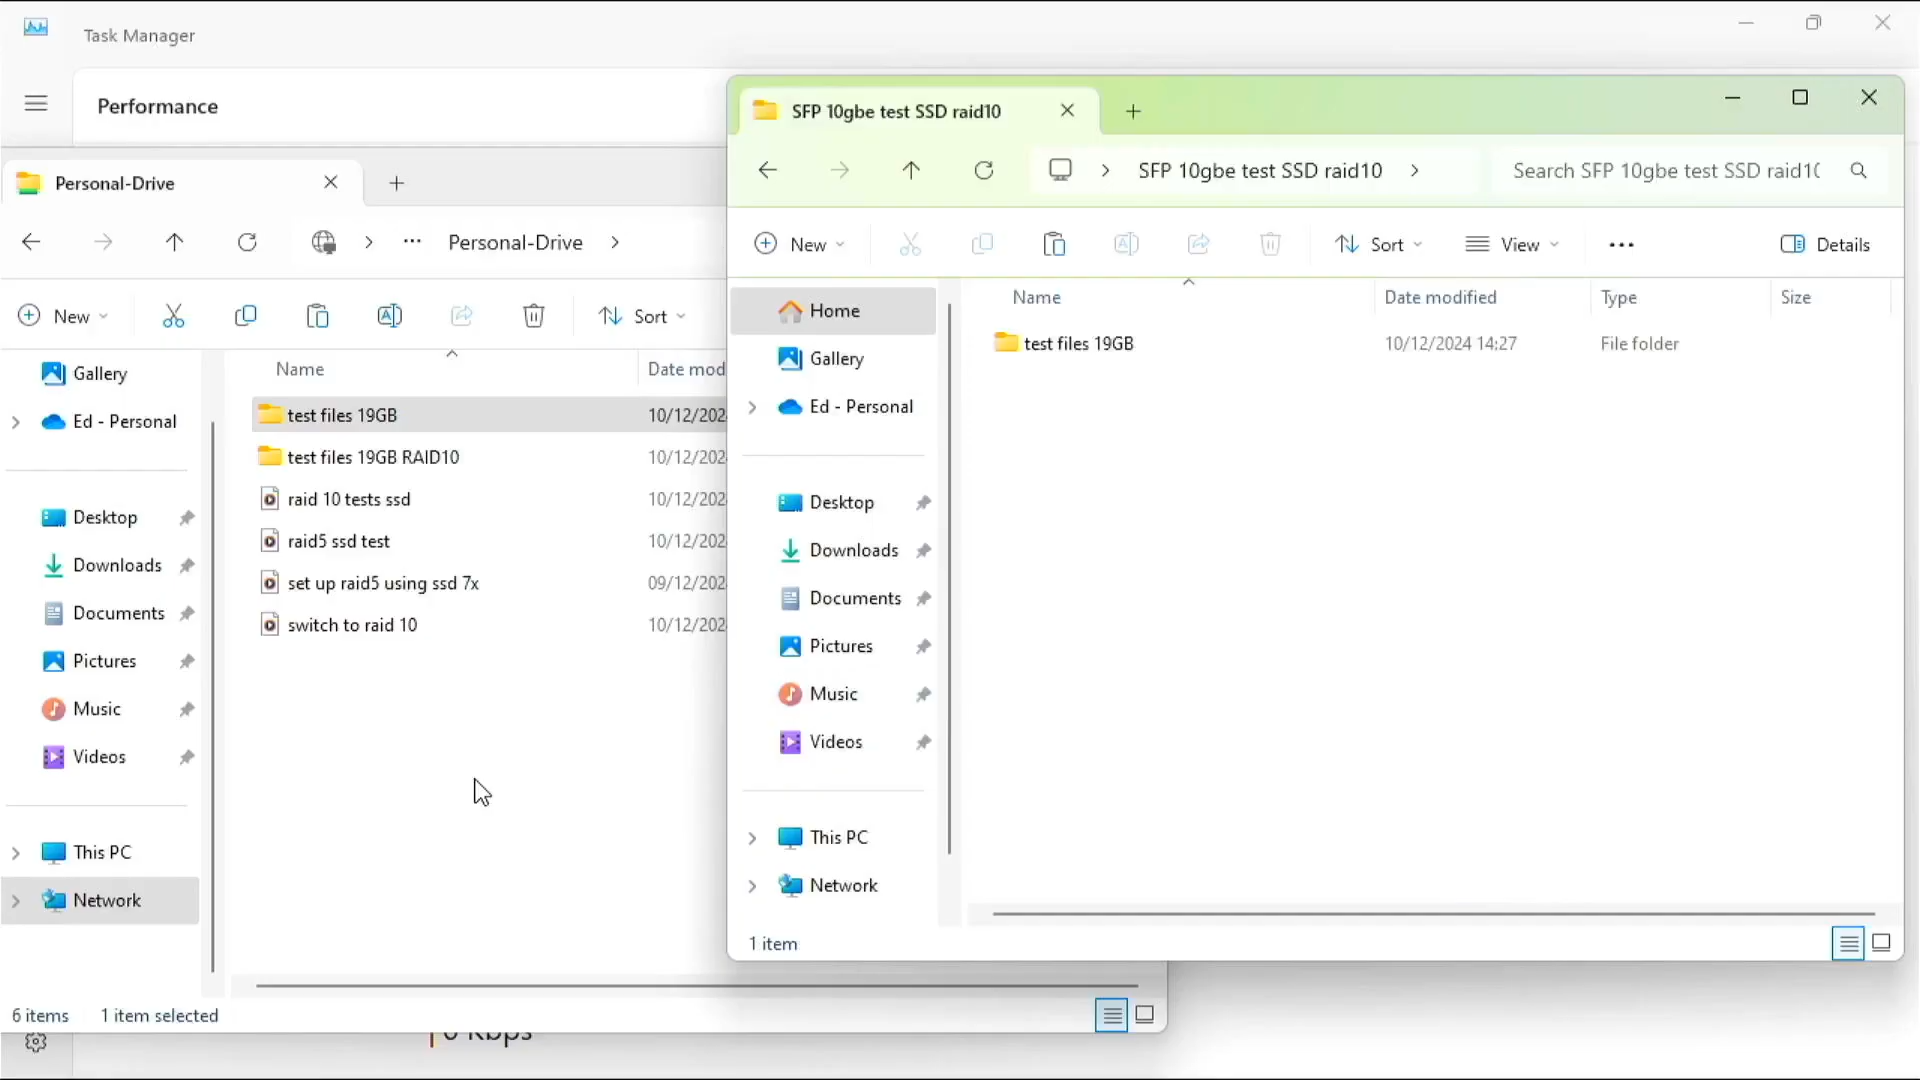 Task Manager
Performance
Personal-Drive
Personal-Drive
New
Sort
Gallery
Ed - Personal
Desktop
Downloads
Documents
Pictures
Music
Videos
This PC
Network
Name
Date mod
test files 19GB
10/12/202
test files 19GB RAID10
10/12/202
raid 10 tests ssd
10/12/202
raid5 ssd test
10/12/202
set up raid5 using ssd 7x
09/12/202
switch to raid 10
10/12/202
6 items
1 item selected
0 Kbps
SFP 10gbe test SSD raid10
SFP 10gbe test SSD raid10
Search SFP 10gbe test SSD raid1
New
Sort
View
Details
Home
Gallery
Ed - Personal
Desktop
Downloads
Documents
Pictures
Music
Videos
This PC
Network
Name
Date modified
Type
Size
test files 19GB
10/12/2024 14:27
File folder
1 item